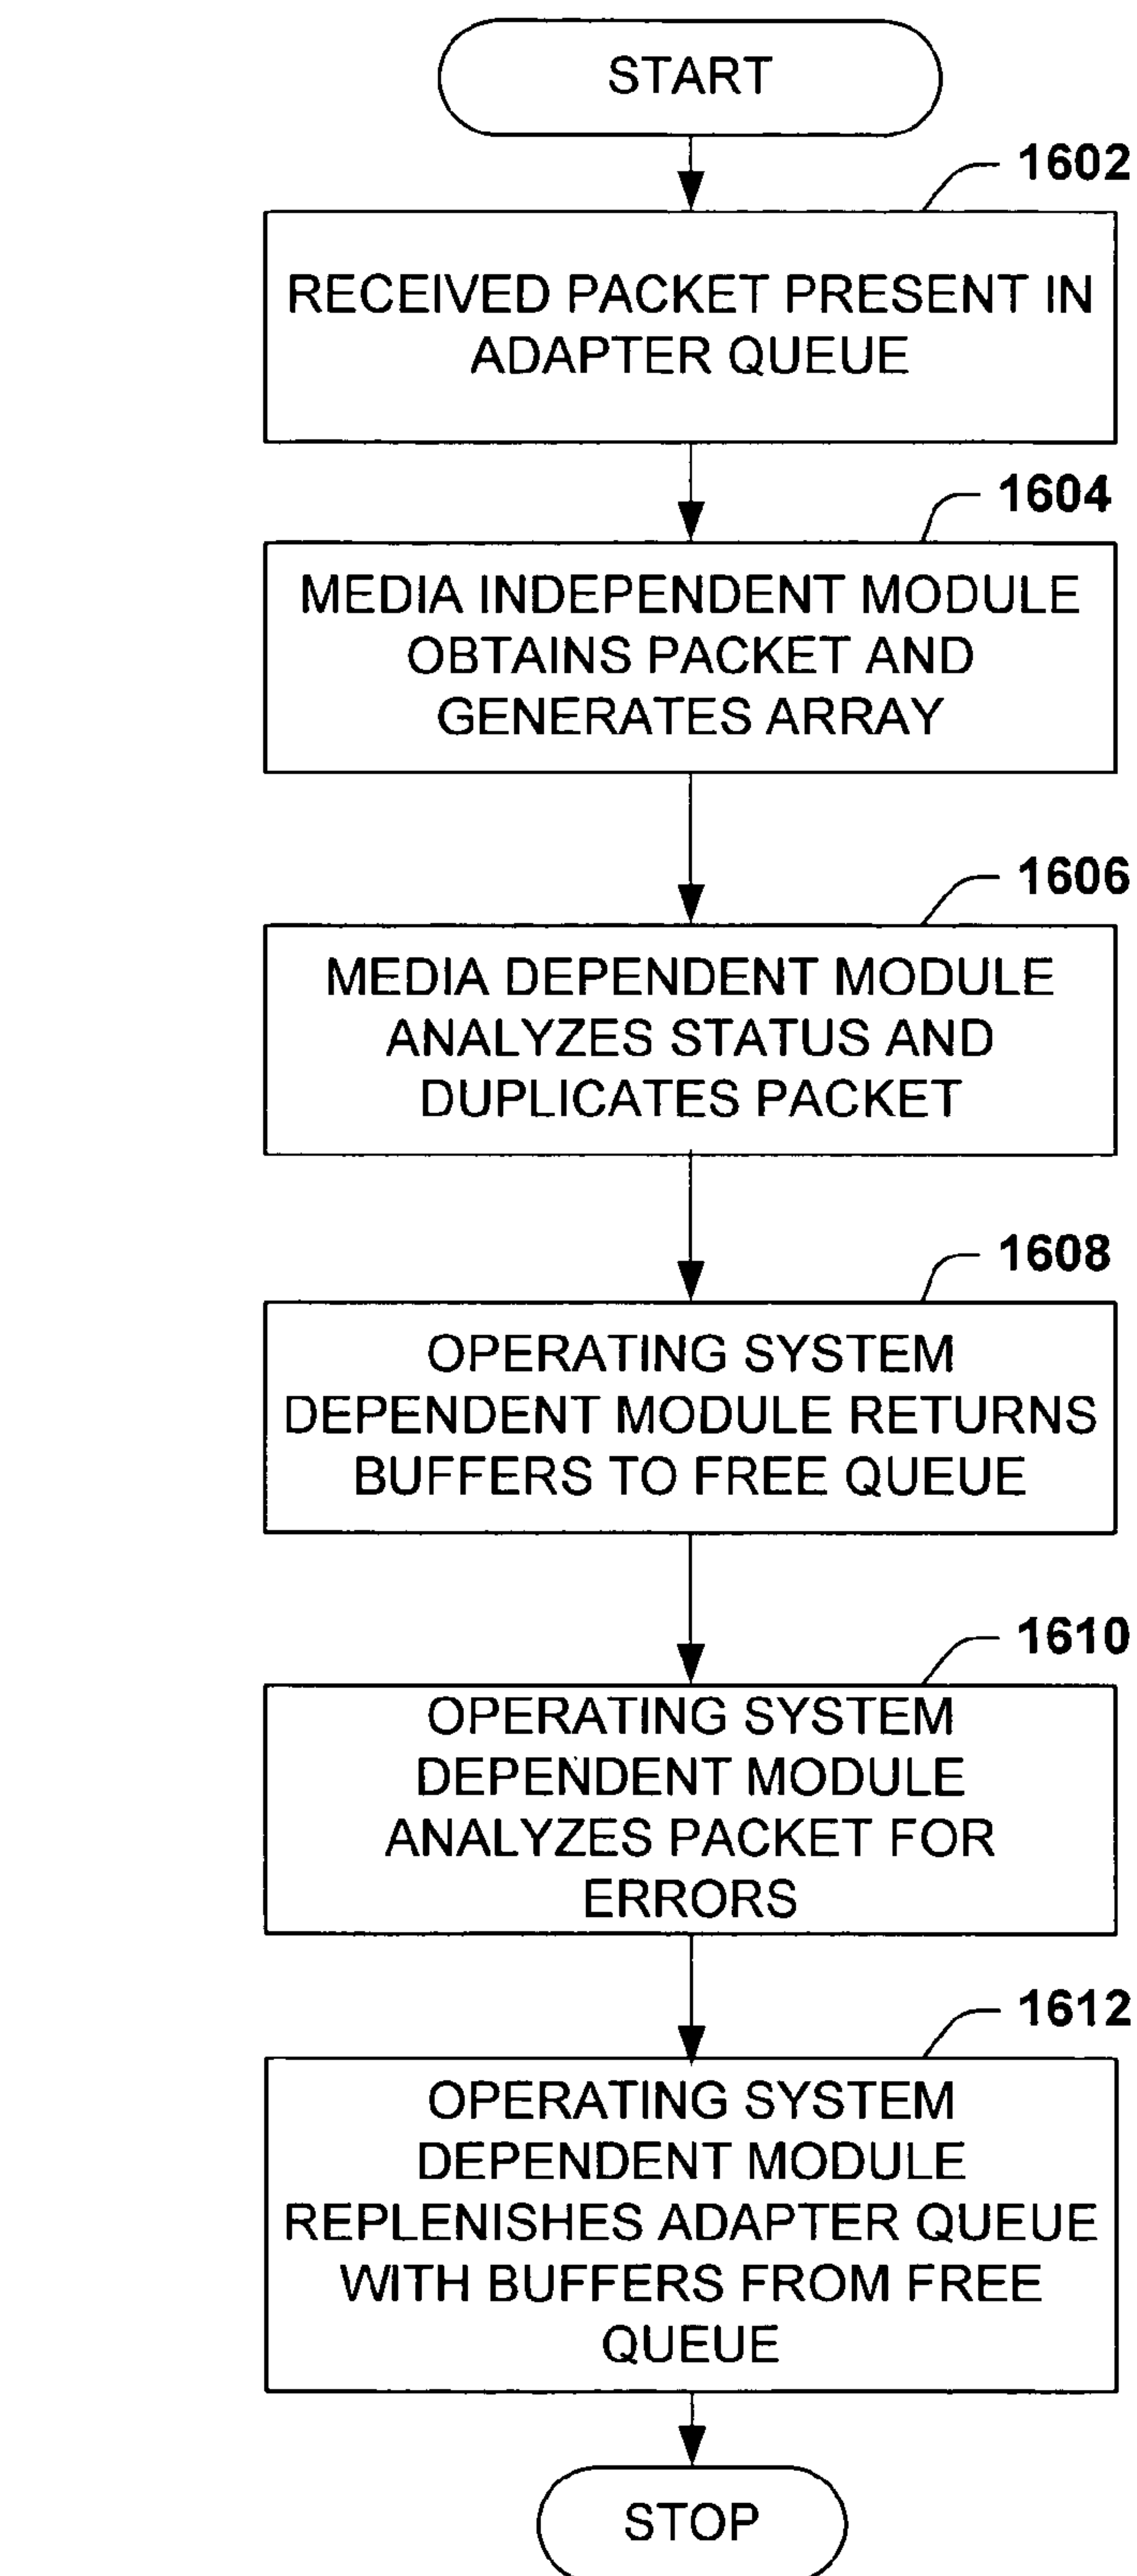 START
1602
RECEIVED PACKET PRESENT IN
ADAPTER QUEUE
1604
MEDIA INDEPENDENT MODULE
OBTAINS PACKET AND
GENERATES ARRAY
1606
MEDIA DEPENDENT MODULE
ANALYZES STATUS AND
DUPLICATES PACKET
1608
OPERATING SYSTEM
DEPENDENT MODULE RETURNS
BUFFERS TO FREE QUEUE
1610
OPERATING SYSTEM
DEPENDENT MODULE
ANALYZES PACKET FOR
ERRORS
1612
OPERATING SYSTEM
DEPENDENT MODULE
REPLENISHES ADAPTER QUEUE
WITH BUFFERS FROM FREE
QUEUE
STOP